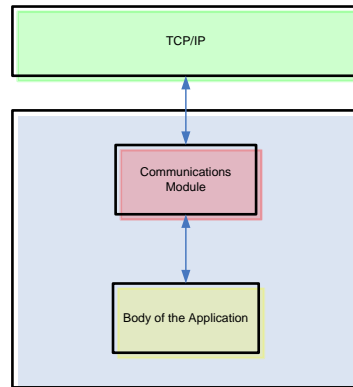 TCP/IP
Communications
Module
Body of the Application